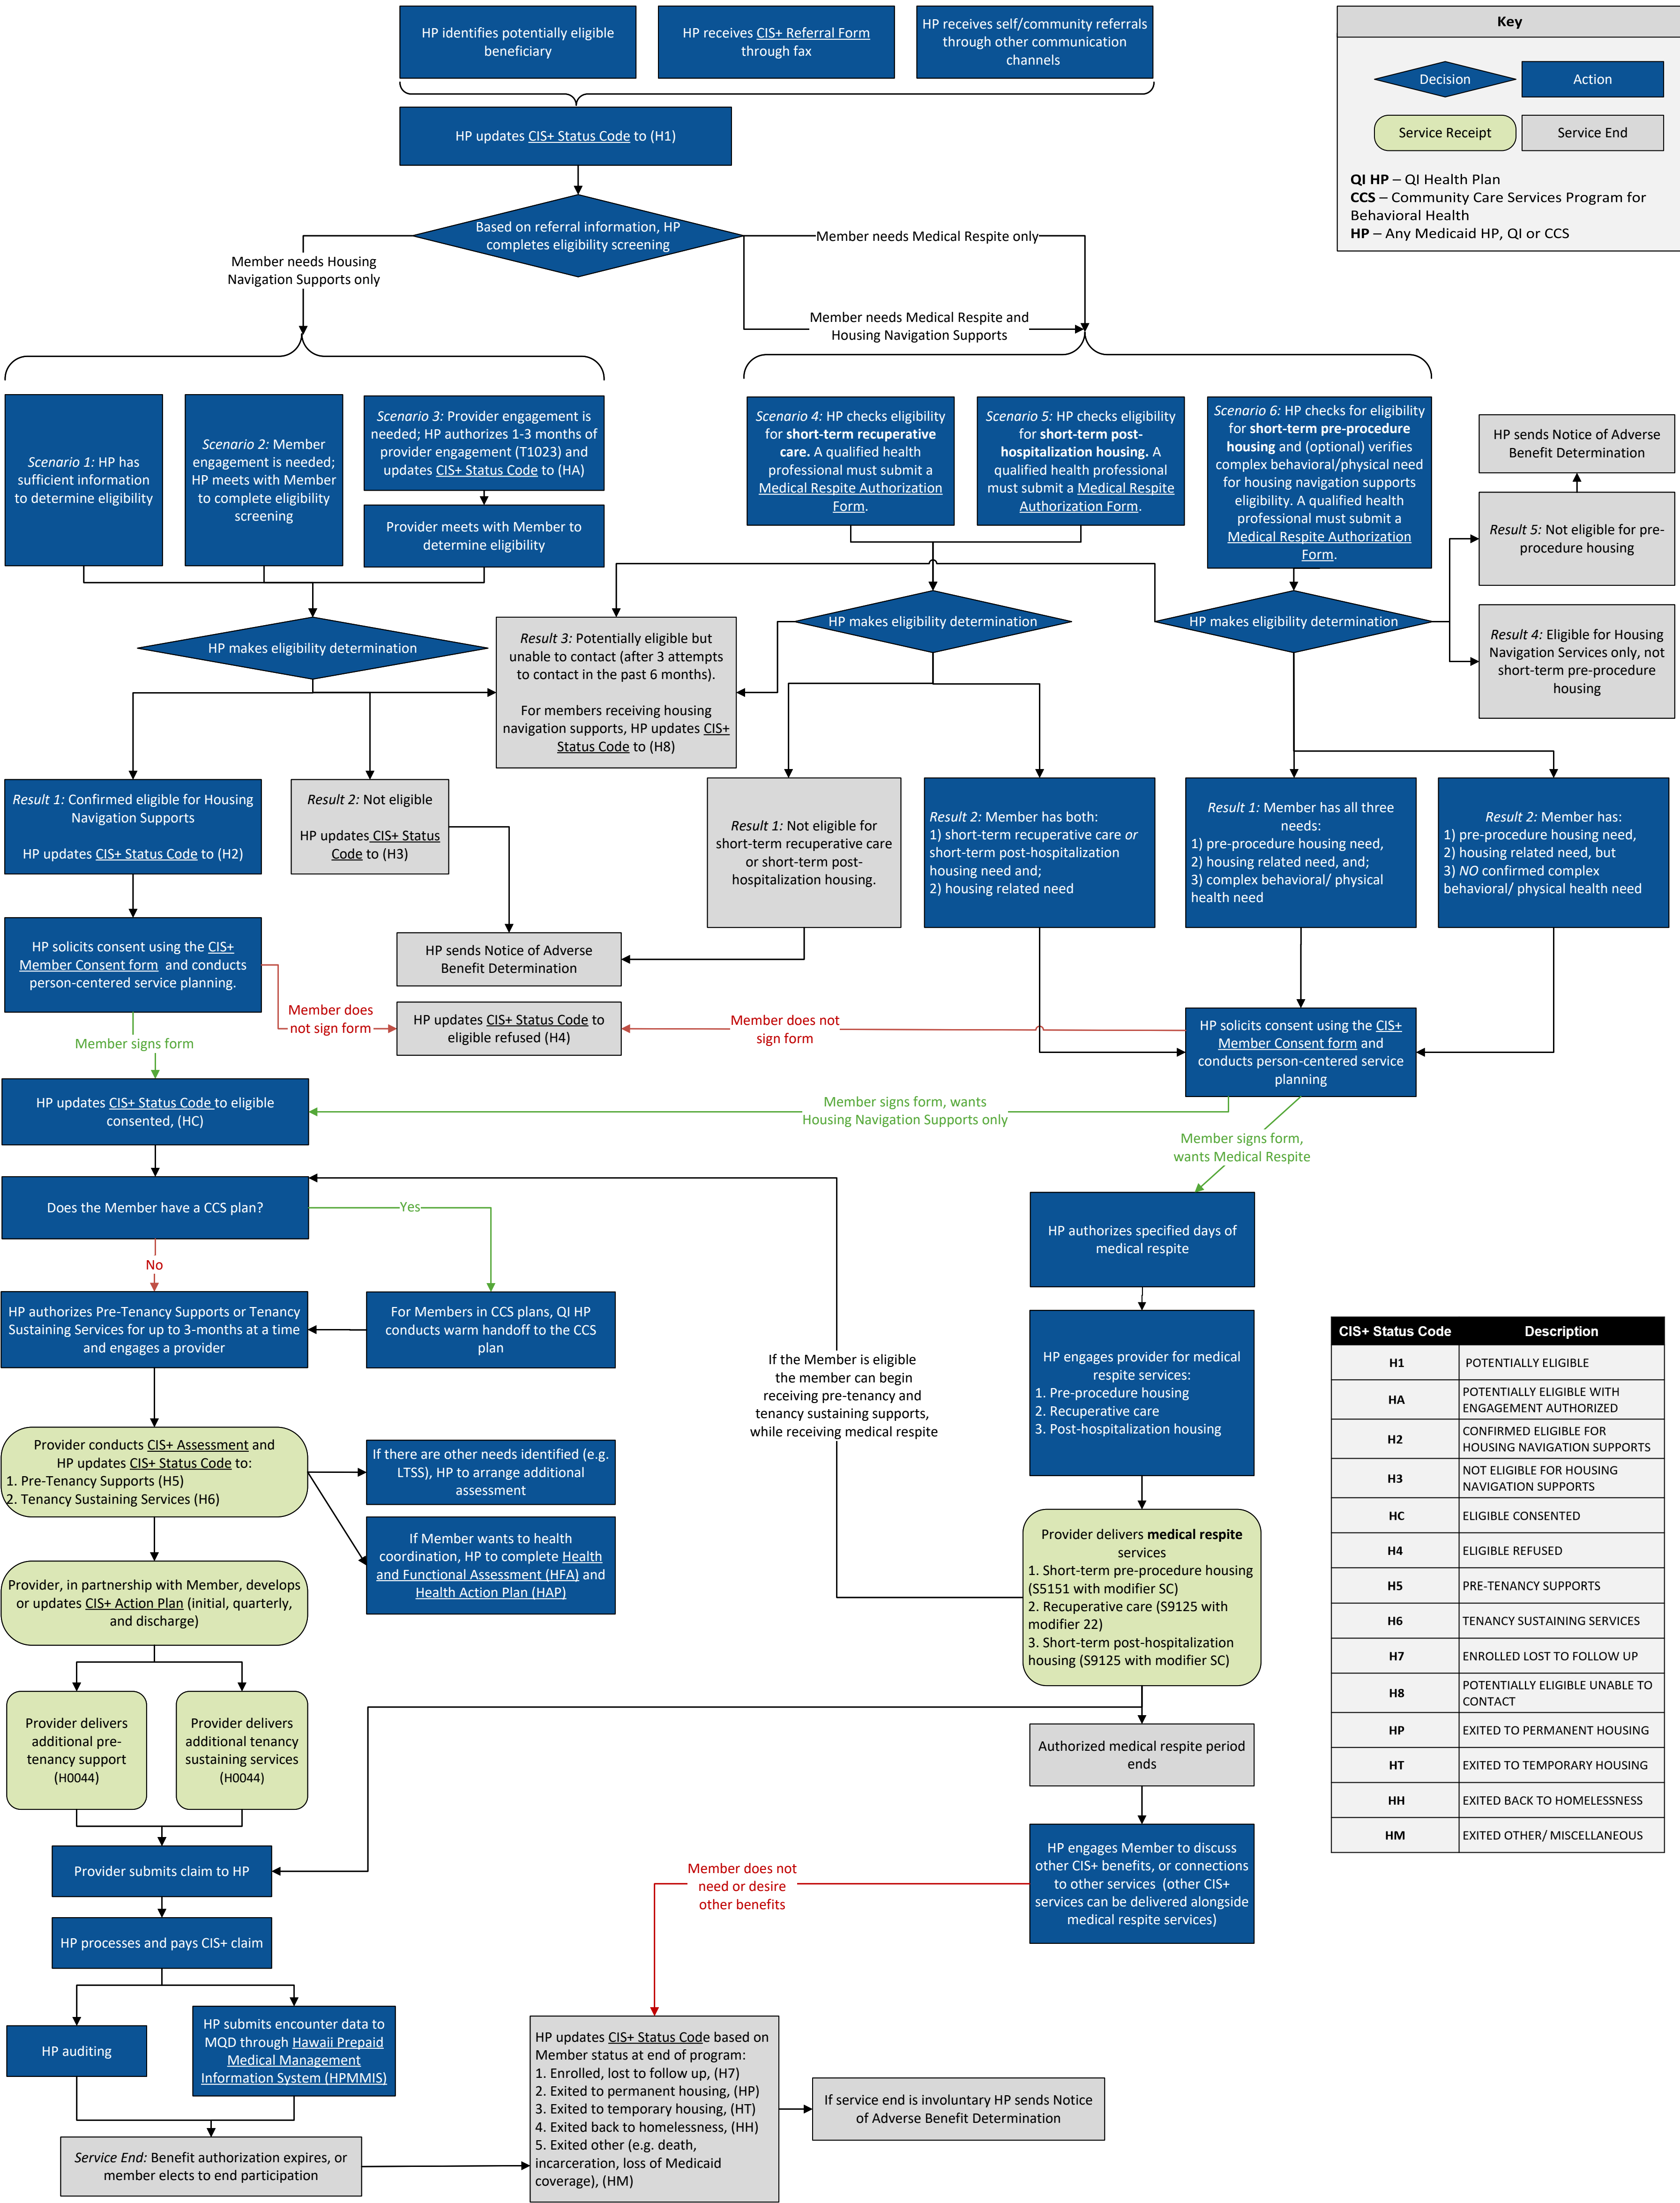 HP identifies potentially eligible
beneficiary
HP receives CIS+ Referral Form
through fax
HP receives self/community referrals
through other communication
channels
Key
Decision
Action
Service Receipt
Service End
QI HP – QI Health Plan
CCS – Community Care Services Program for
Behavioral Health
HP – Any Medicaid HP, QI or CCS
HP updates CIS+ Status Code to (H1)
Based on referral information, HP
completes eligibility screening
Member needs Housing
Navigation Supports only
Member needs Medical Respite only
Member needs Medical Respite and
Housing Navigation Supports
Scenario 1: HP has
sufficient information
to determine eligibility
Scenario 2: Member
engagement is needed;
HP meets with Member
to complete eligibility
screening
Scenario 3: Provider engagement is
needed; HP authorizes 1-3 months of
provider engagement (T1023) and
updates CIS+ Status Code to (HA)
Provider meets with Member to
determine eligibility
Scenario 4: HP checks eligibility
for short-term recuperative
care. A qualified health
professional must submit a
Medical Respite Authorization
Form.
Scenario 5: HP checks eligibility
for short-term post-
hospitalization housing. A
qualified health professional
must submit a Medical Respite
Authorization Form.
Scenario 6: HP checks for eligibility
for short-term pre-procedure
housing and (optional) verifies
complex behavioral/physical need
for housing navigation supports
eligibility. A qualified health
professional must submit a
Medical Respite Authorization
Form.
HP sends Notice of Adverse
Benefit Determination
Result 5: Not eligible for pre-
procedure housing
Result 4: Eligible for Housing
Navigation Services only, not
short-term pre-procedure
housing
HP makes eligibility determination
Result 3: Potentially eligible but
unable to contact (after 3 attempts
to contact in the past 6 months).
For members receiving housing
navigation supports, HP updates CIS+
Status Code to (H8)
HP makes eligibility determination
HP makes eligibility determination
Result 1: Confirmed eligible for Housing
Navigation Supports
HP updates CIS+ Status Code to (H2)
Result 2: Not eligible
HP updates CIS+ Status
Code to (H3)
Result 1: Not eligible for
short-term recuperative care
or short-term post-
hospitalization housing.
Result 2: Member has both:
1) short-term recuperative care or
short-term post-hospitalization
housing need and;
2) housing related need
Result 1: Member has all three
needs:
1) pre-procedure housing need,
2) housing related need, and;
3) complex behavioral/ physical
health need
Result 2: Member has:
1) pre-procedure housing need,
2) housing related need, but
3) NO confirmed complex
behavioral/ physical health need
HP solicits consent using the CIS+
Member Consent form and conducts
person-centered service planning.
HP sends Notice of Adverse
Benefit Determination
Member does
not sign form
HP updates CIS+ Status Code to
eligible refused (H4)
Member does not
sign form
HP solicits consent using the CIS+
Member Consent form and
conducts person-centered service
planning
Member signs form
HP updates CIS+ Status Code to eligible
consented, (HC)
Member signs form, wants
Housing Navigation Supports only
Member signs form,
wants Medical Respite
Does the Member have a CCS plan?
Yes
No
HP authorizes specified days of
medical respite
HP authorizes Pre-Tenancy Supports or Tenancy
Sustaining Services for up to 3-months at a time
and engages a provider
For Members in CCS plans, QI HP
conducts warm handoff to the CCS
plan
If the Member is eligible
the member can begin
receiving pre-tenancy and
tenancy sustaining supports,
while receiving medical respite
HP engages provider for medical
respite services:
1. Pre-procedure housing
2. Recuperative care
3. Post-hospitalization housing
CIS+ Status Code Description
H1 POTENTIALLY ELIGIBLE
HA POTENTIALLY ELIGIBLE WITH
ENGAGEMENT AUTHORIZED
H2 CONFIRMED ELIGIBLE FOR
HOUSING NAVIGATION SUPPORTS
H3 NOT ELIGIBLE FOR HOUSING
NAVIGATION SUPPORTS
HC ELIGIBLE CONSENTED
H4 ELIGIBLE REFUSED
H5 PRE-TENANCY SUPPORTS
H6 TENANCY SUSTAINING SERVICES
H7 ENROLLED LOST TO FOLLOW UP
H8 POTENTIALLY ELIGIBLE UNABLE TO
CONTACT
HP EXITED TO PERMANENT HOUSING
HT EXITED TO TEMPORARY HOUSING
HH EXITED BACK TO HOMELESSNESS
HM EXITED OTHER/ MISCELLANEOUS
Provider conducts CIS+ Assessment and
HP updates CIS+ Status Code to:
1. Pre-Tenancy Supports (H5)
2. Tenancy Sustaining Services (H6)
If there are other needs identified (e.g.
LTSS), HP to arrange additional
assessment
If Member wants to health
coordination, HP to complete Health
and Functional Assessment (HFA) and
Health Action Plan (HAP)
Provider delivers medical respite
services
1. Short-term pre-procedure housing
(S5151 with modifier SC)
2. Recuperative care (S9125 with
modifier 22)
3. Short-term post-hospitalization
housing (S9125 with modifier SC)
Provider, in partnership with Member, develops
or updates CIS+ Action Plan (initial, quarterly,
and discharge)
Provider delivers
additional pre-
tenancy support
(H0044)
Provider delivers
additional tenancy
sustaining services
(H0044)
Authorized medical respite period
ends
Provider submits claim to HP
Member does not
need or desire
other benefits
HP engages Member to discuss
other CIS+ benefits, or connections
to other services (other CIS+
services can be delivered alongside
medical respite services)
HP processes and pays CIS+ claim
HP auditing
HP submits encounter data to
MQD through Hawaii Prepaid
Medical Management
Information System (HPMMIS)
HP updates CIS+ Status Code based on
Member status at end of program:
1. Enrolled, lost to follow up, (H7)
2. Exited to permanent housing, (HP)
3. Exited to temporary housing, (HT)
4. Exited back to homelessness, (HH)
5. Exited other (e.g. death,
incarceration, loss of Medicaid
coverage), (HM)
If service end is involuntary HP sends Notice
of Adverse Benefit Determination
Service End: Benefit authorization expires, or
member elects to end participation